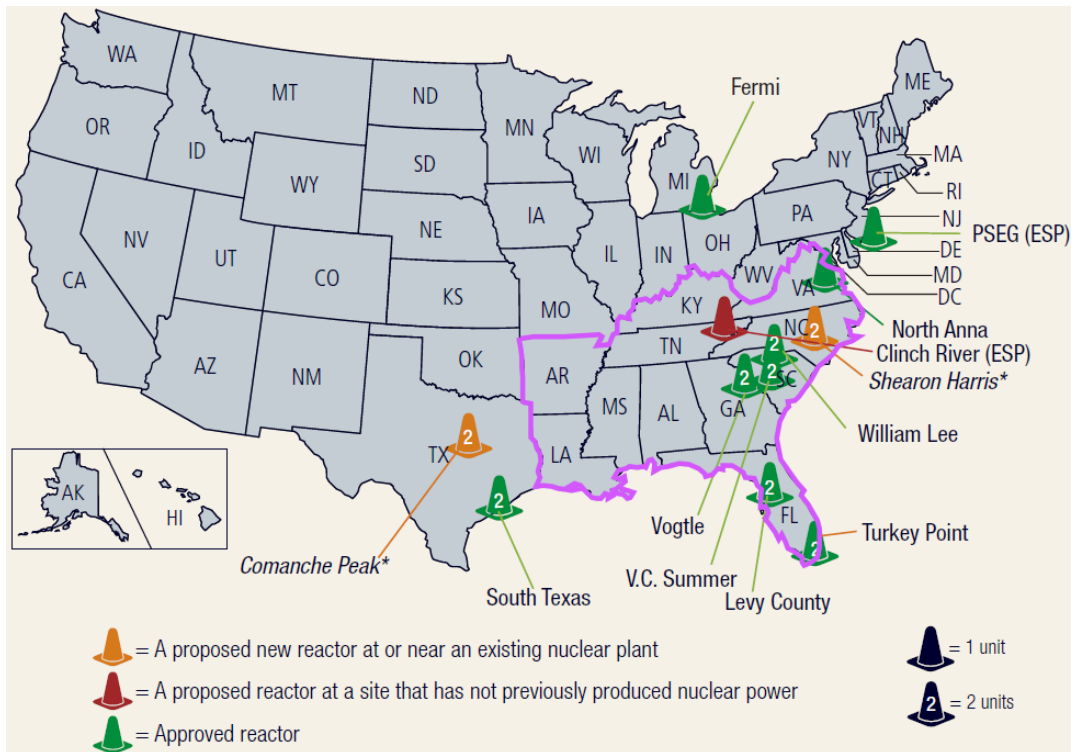 WA
MT
ND
MN
ME
Fermi
OR
ID
SD
WI
MI
NY
VT
NH
MA
WY
CT
RI
IA
PA
NJ
NE
PSEG (ESP)
NV
UT
IL
IN
OH
DE
MD
CA
CO
WV
VA
DC
KS
MO
KY
North Anna
NC
2
Clinch River (ESP)
TN
Shearon Harris*
OK
AZ
NM
AR
2
2
2
SC
MS
AL
GA
William Lee
TX
2
LA
AK
HI
2
2
FL
Vogtle
Turkey Point
2
Comanche Peak*
V.C. Summer
South Texas
Levy County
= A proposed new reactor at or near an existing nuclear plant
= 1 unit
= A proposed reactor at a site that has not previously produced nuclear power
2 = 2 units
= Approved reactor